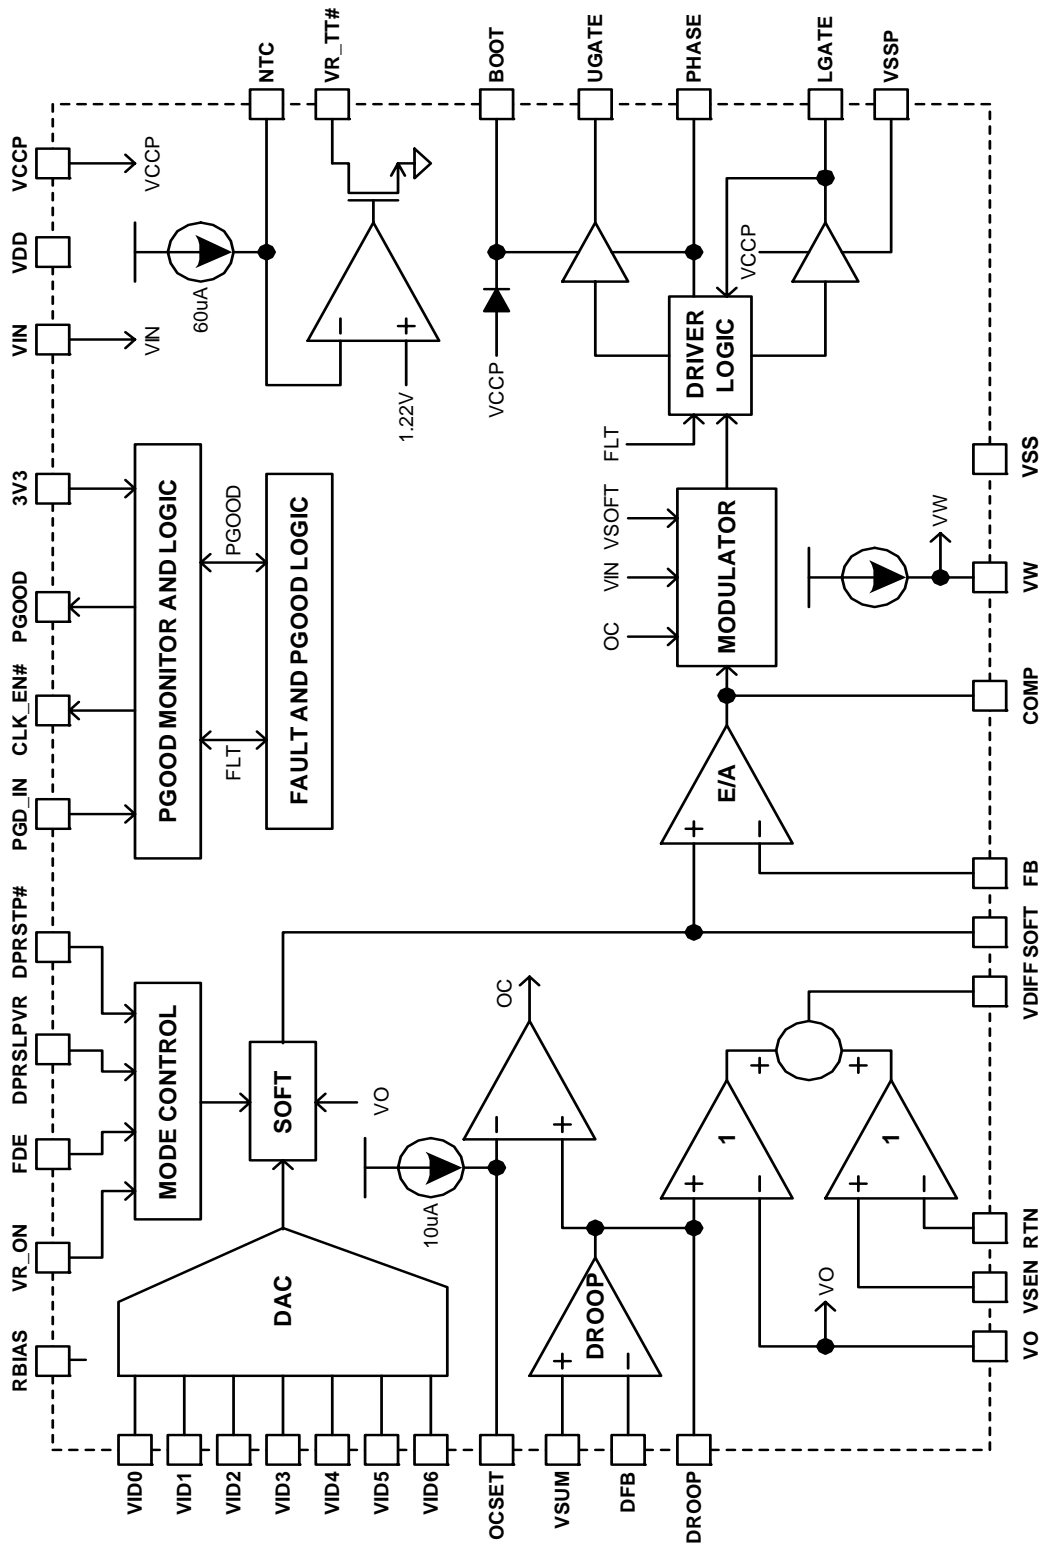 RBIAS
VR_ON
FDE
DPRSLPVR
DPRSTP#
PGD_IN
CLK_EN#
PGOOD
3V3
VIN
VDD
VCCP
VID0
VID1
VID2
VID3
VID4
VID5
VID6
OCSET
VSUM
DFB
DROOP
DAC
MODE CONTROL
SOFT
VO
10uA
OC
+
−
DROOP
−
+
+
−
1
+
−
1
+
+
VO
PGOOD MONITOR AND LOGIC
FLT
PGOOD
FAULT AND PGOOD LOGIC
VIN
VCCP
60uA
−
+
1.22V
NTC
VR_TT#
BOOT
UGATE
PHASE
LGATE
VSSP
VCCP
VCCP
FLT
DRIVER
LOGIC
OC
VIN
VSOFT
MODULATOR
+
−
E/A
VW
VO
VSEN
RTN
VDIFF
SOFT
FB
COMP
VW
VSS